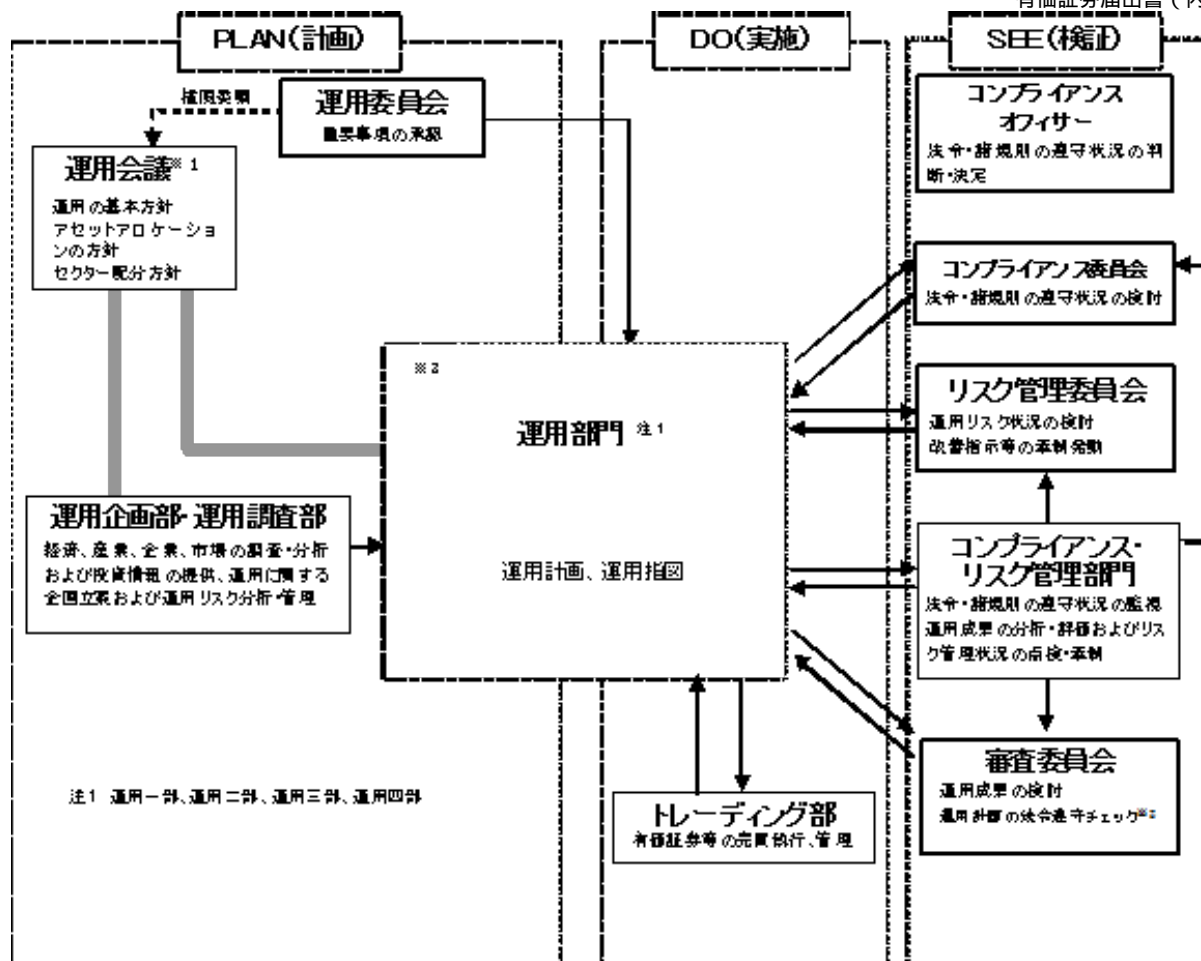 有価証券届出書（内
PLAN(計画)
DO(実施)
SEE(検証)
権限委譲
運用委員会
重要事項の承認
運用会議※1
運用の基本方針
アセットアロケーショ
ンの方針
セクター配分方針
コンプライアンス
オフィサー
法令・諸規則の遵守状況の判
断・決定
コンプライアンス委員会
法令・諸規則の遵守状況の検討
※2
運用部門 注1
運用計画、運用指図
リスク管理委員会
運用リスク状況の検討
改善指示等の牽制発動
運用企画部・運用調査部
経済、産業、企業、市場の調査・分析
および投資情報の提供、運用に関する
企画立案および運用リスク分析・管理
コンプライアンス・
リスク管理部門
法令・諸規則の遵守状況の監視
運用成果の分析・評価およびリス
ク管理状況の点検・牽制
注1 運用一部、運用二部、運用三部、運用四部
トレーディング部
有価証券等の売買執行、管理
審査委員会
運用成果の検討
運用計画の法令遵守チェック